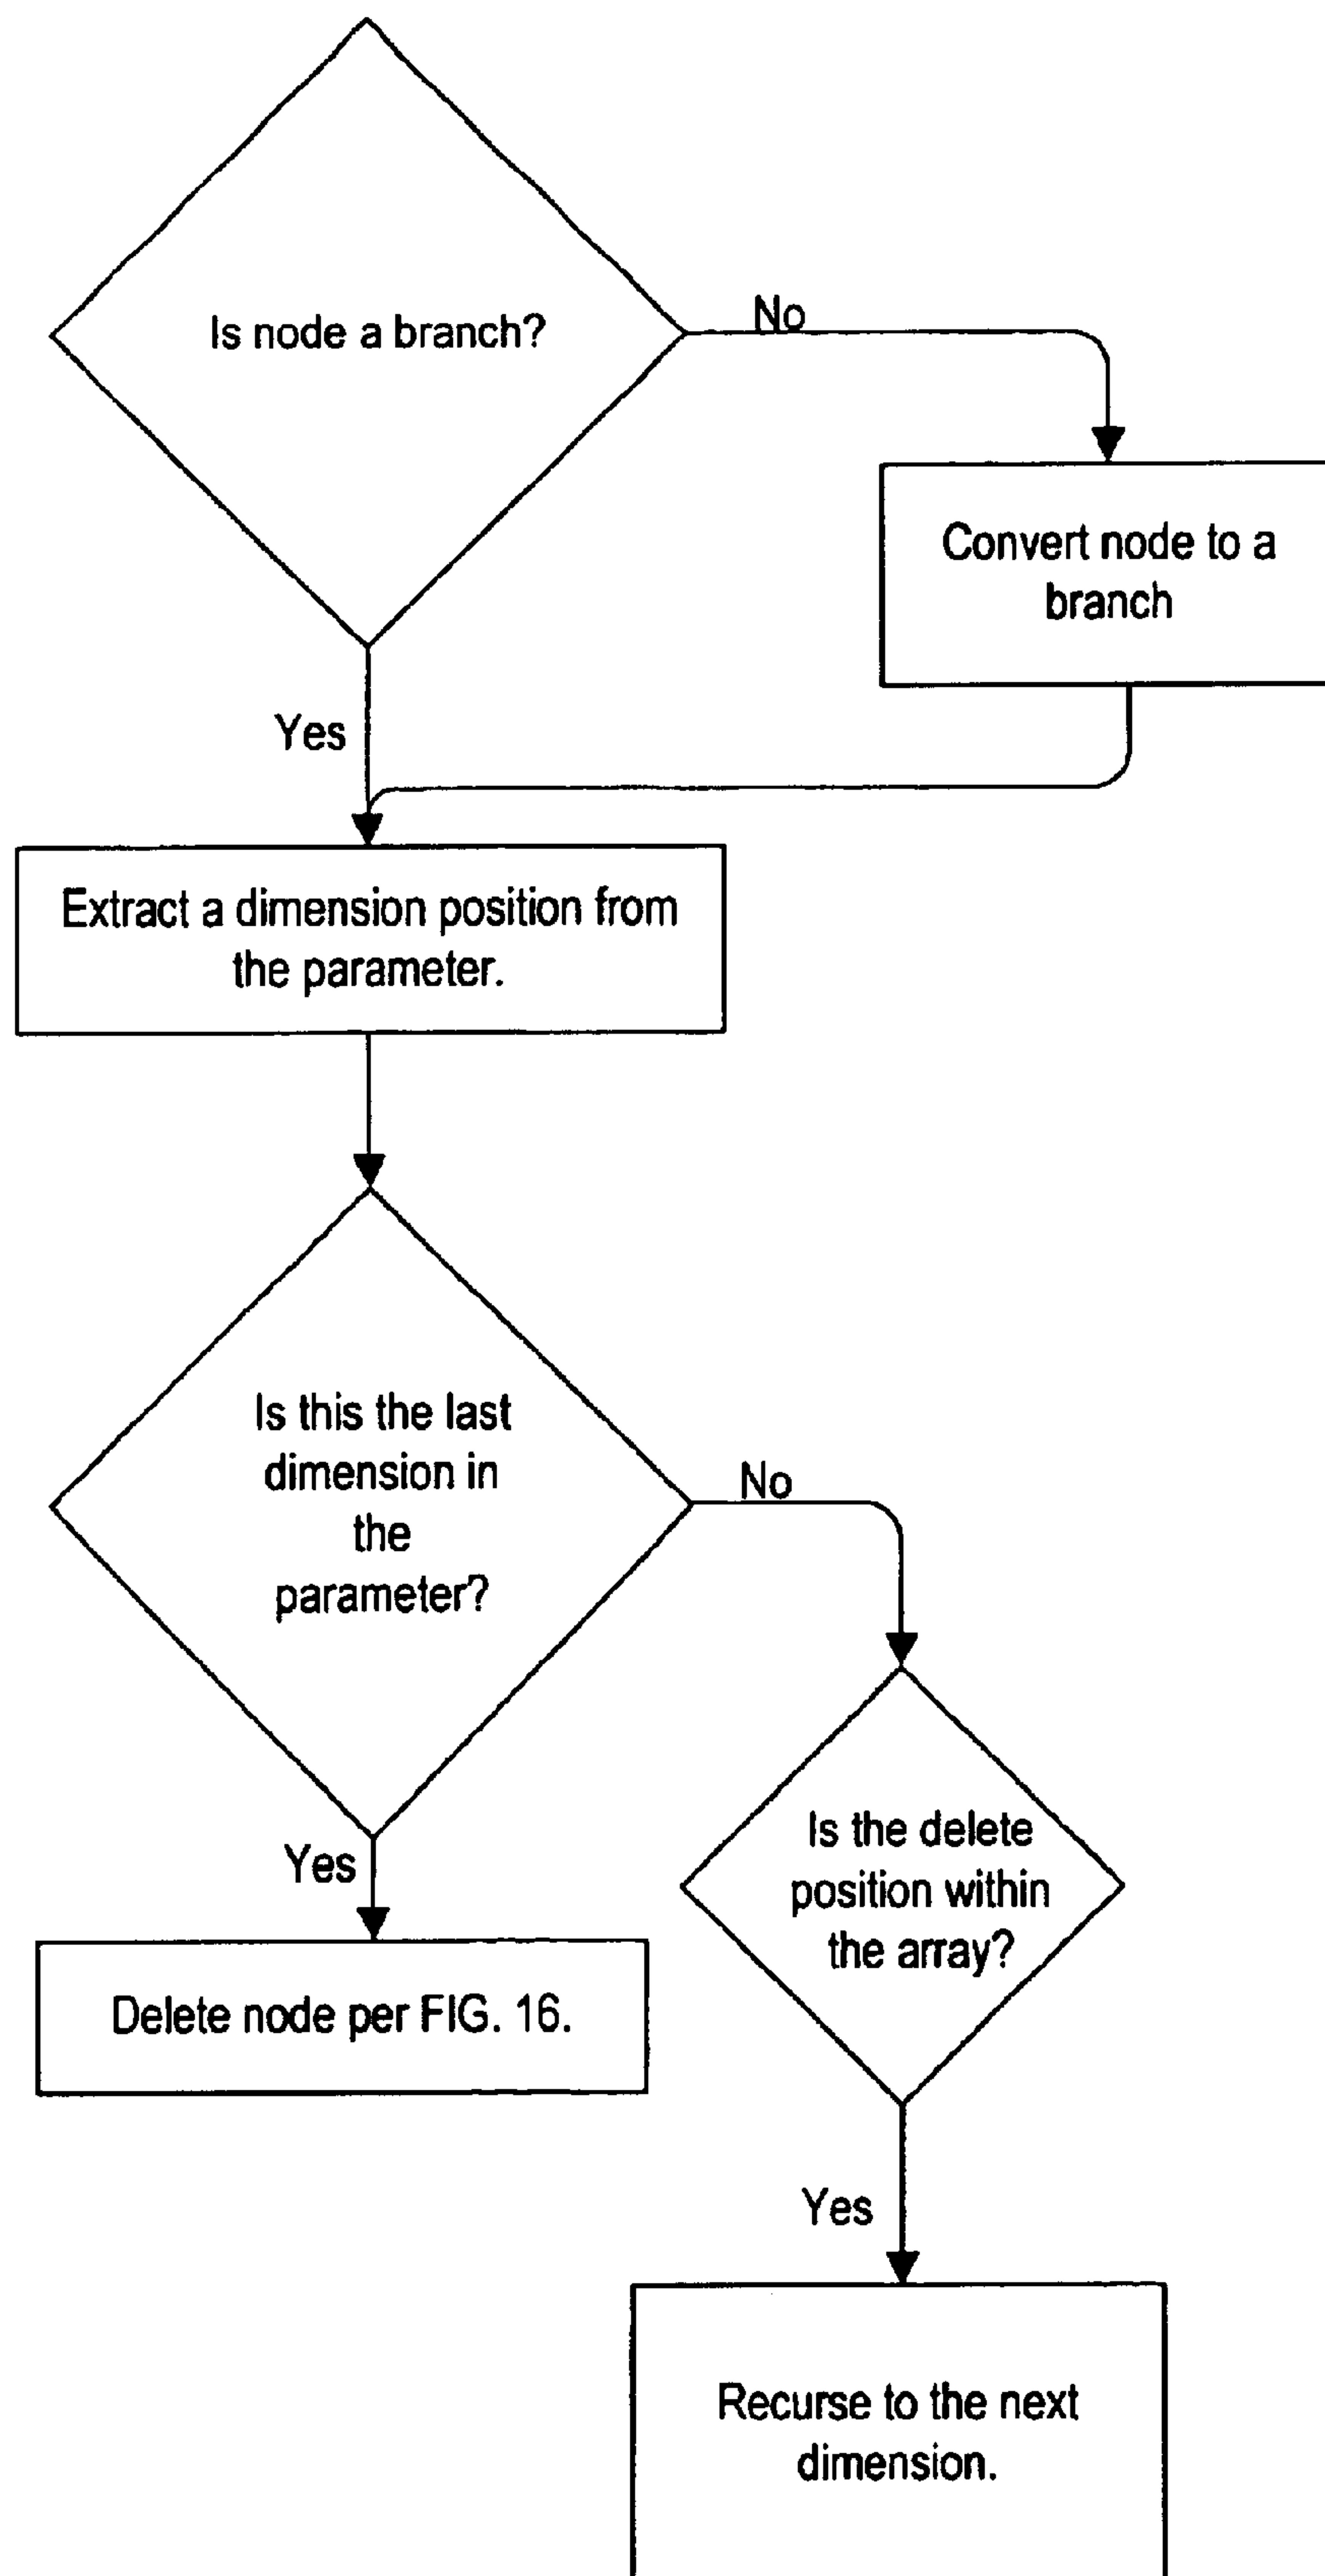 Is node a branch?
No
Convert node to a
branch
Yes
Extract a dimension position from
the parameter.
Is this the last
dimension in
the
parameter?
No
Yes
Delete node per FIG. 16.
Is the delete
position within
the array?
Yes
Recurse to the next
dimension.